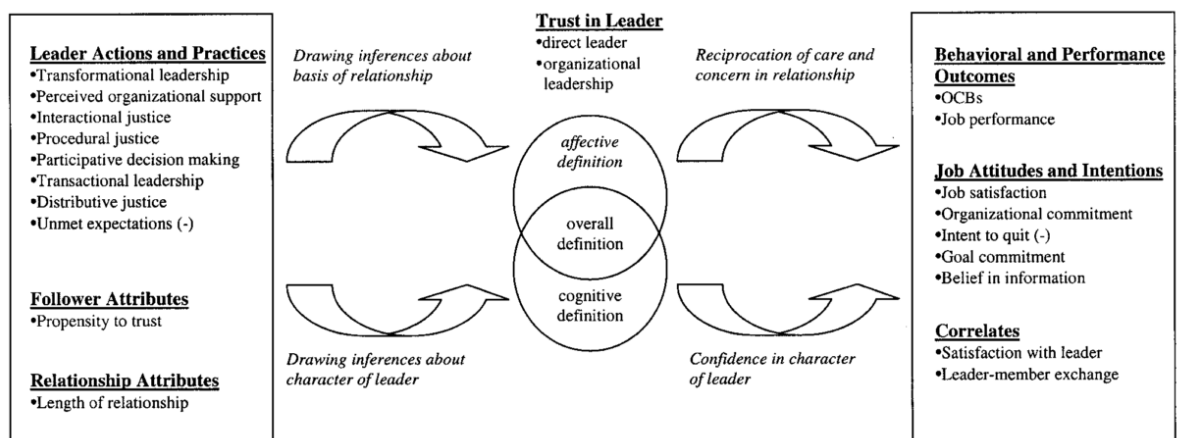 Leader Actions and Practices
•Transformational leadership
•Perceived organizational support
•Interactional justice
•Procedural justice
•Participative decision making
•Transactional leadership
•Distributive justice
•Unmet expectations (-)
Follower Attributes
•Propensity to trust
Relationship Attributes
•Length of relationship
Drawing inferences about
basis of relationship
Drawing inferences about
character of leader
Trust in Leader
•direct leader
•organizational
leadership
affective
definition
overall
definition
cognitive
definition
Reciprocation of care and
concern in relationship
Confidence in character
of leader
Behavioral and Performance
Outcomes
•OCBs
•Job performance
Job Attitudes and Intentions
•Job satisfaction
•Organizational commitment
•Intent to quit (-)
•Goal commitment
•Belief in information
Correlates
•Satisfaction with leader
•Leader-member exchange